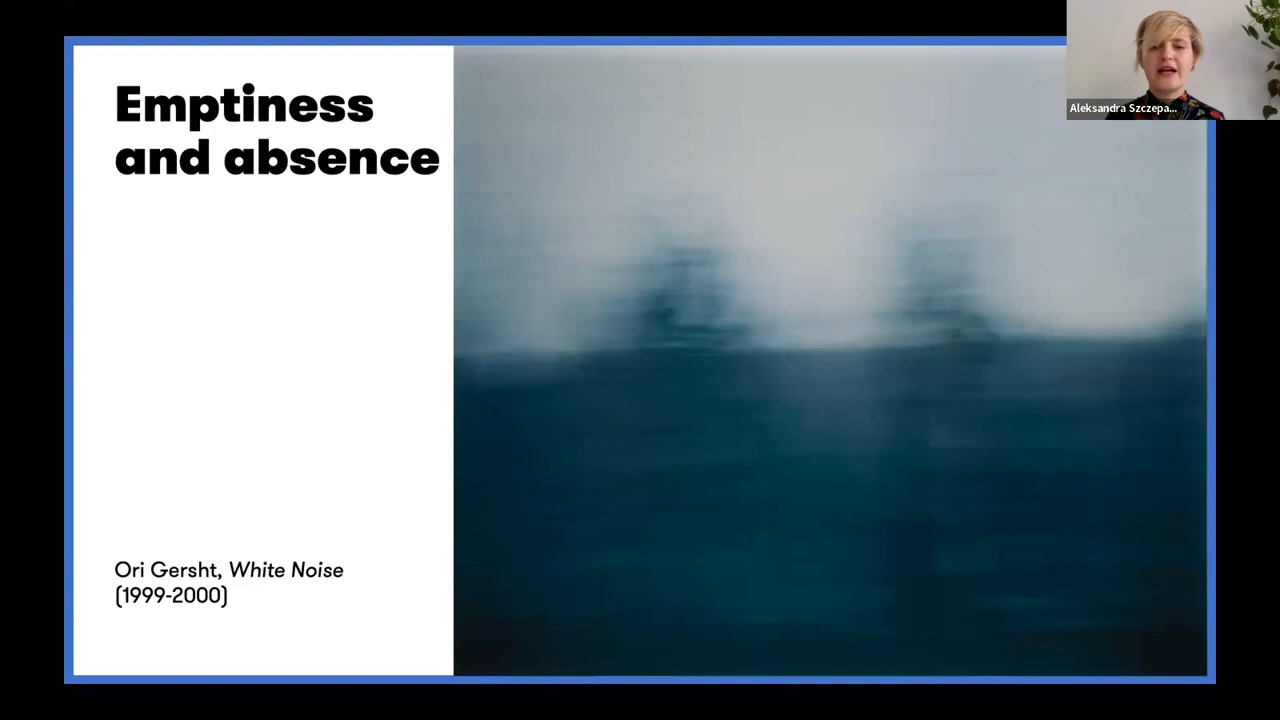 Emptiness
and absence
Aleksandra Szczepa...
Ori Gersht, White Noise
(1999-2000)